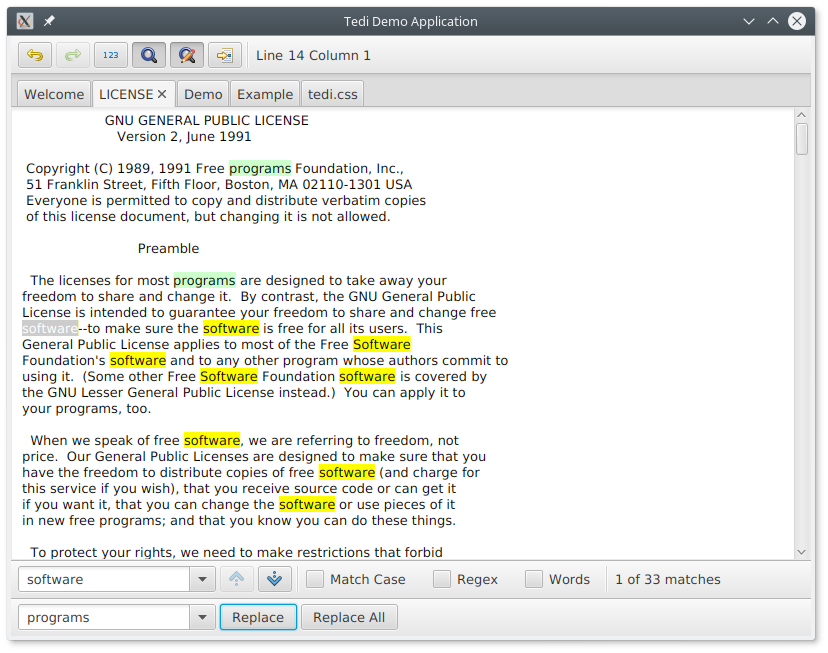 Tedi Demo Application
123 Line 14 Column 1
Welcome LICENSE Demo Example tedi.css
GNU GENERAL PUBLIC LICENSE
Version 2, June 1991
Copyright (C) 1989, 1991 Free programs Foundation, Inc.,
51 Franklin Street, Fifth Floor, Boston, MA 02110-1301 USA
Everyone is permitted to copy and distribute verbatim copies
of this license document, but changing it is not allowed.
Preamble
The licenses for most programs are designed to take away your
freedom to share and change it.  By contrast, the GNU General Public
License is intended to guarantee your freedom to share and change free
software--to make sure the software is free for all its users.  This
General Public License applies to most of the Free Software
Foundation's software and to any other program whose authors commit to
using it.  (Some other Free Software Foundation software is covered by
the GNU Lesser General Public License instead.)  You can apply it to
your programs, too.
When we speak of free software, we are referring to freedom, not
price.  Our General Public Licenses are designed to make sure that you
have the freedom to distribute copies of free software (and charge for
this service if you wish), that you receive source code or can get it
if you want it, that you can change the software or use pieces of it
in new free programs; and that you know you can do these things.
To protect your rights, we need to make restrictions that forbid
software Match Case Regex Words 1 of 33 matches
programs Replace Replace All